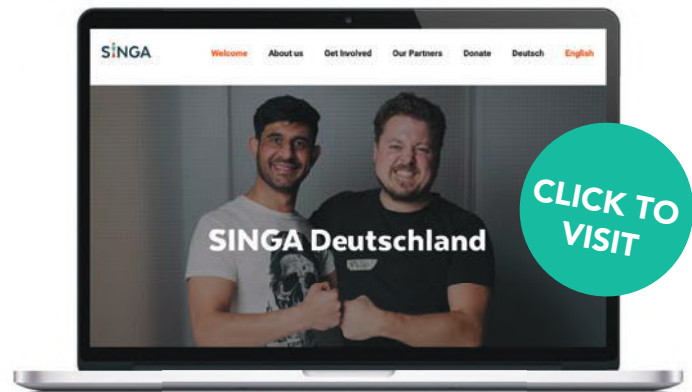 SINGA
Welcome About us Get Involved Our Partners Donate Deutsch English
SINGA Deutschland
CLICK TO
VISIT